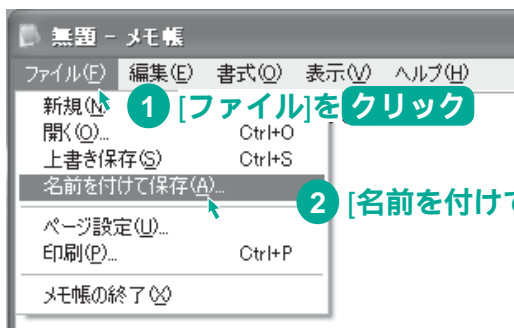 無題 - メモ帳
ファイル(F) 編集(E) 書式(O) 表示(V) ヘルプ(H)
1 [ファイル]をクリック
新規(N)
開く(O)... Ctrl+O
上書き保存(S) Ctrl+S
名前を付けて保存(A)...
2 [名前を付けて
ページ設定(U)...
印刷(P)... Ctrl+P
メモ帳の終了(X)